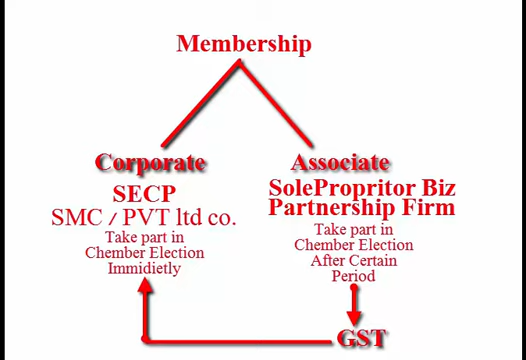 Membership
Corporate
SECP
SMC / PVT ltd co.
Take part in
Chember Election
Immidietly
Associate
SolePropritor Biz
Partnership Firm
Take part in
Chember Election
After Certain
Period
GST